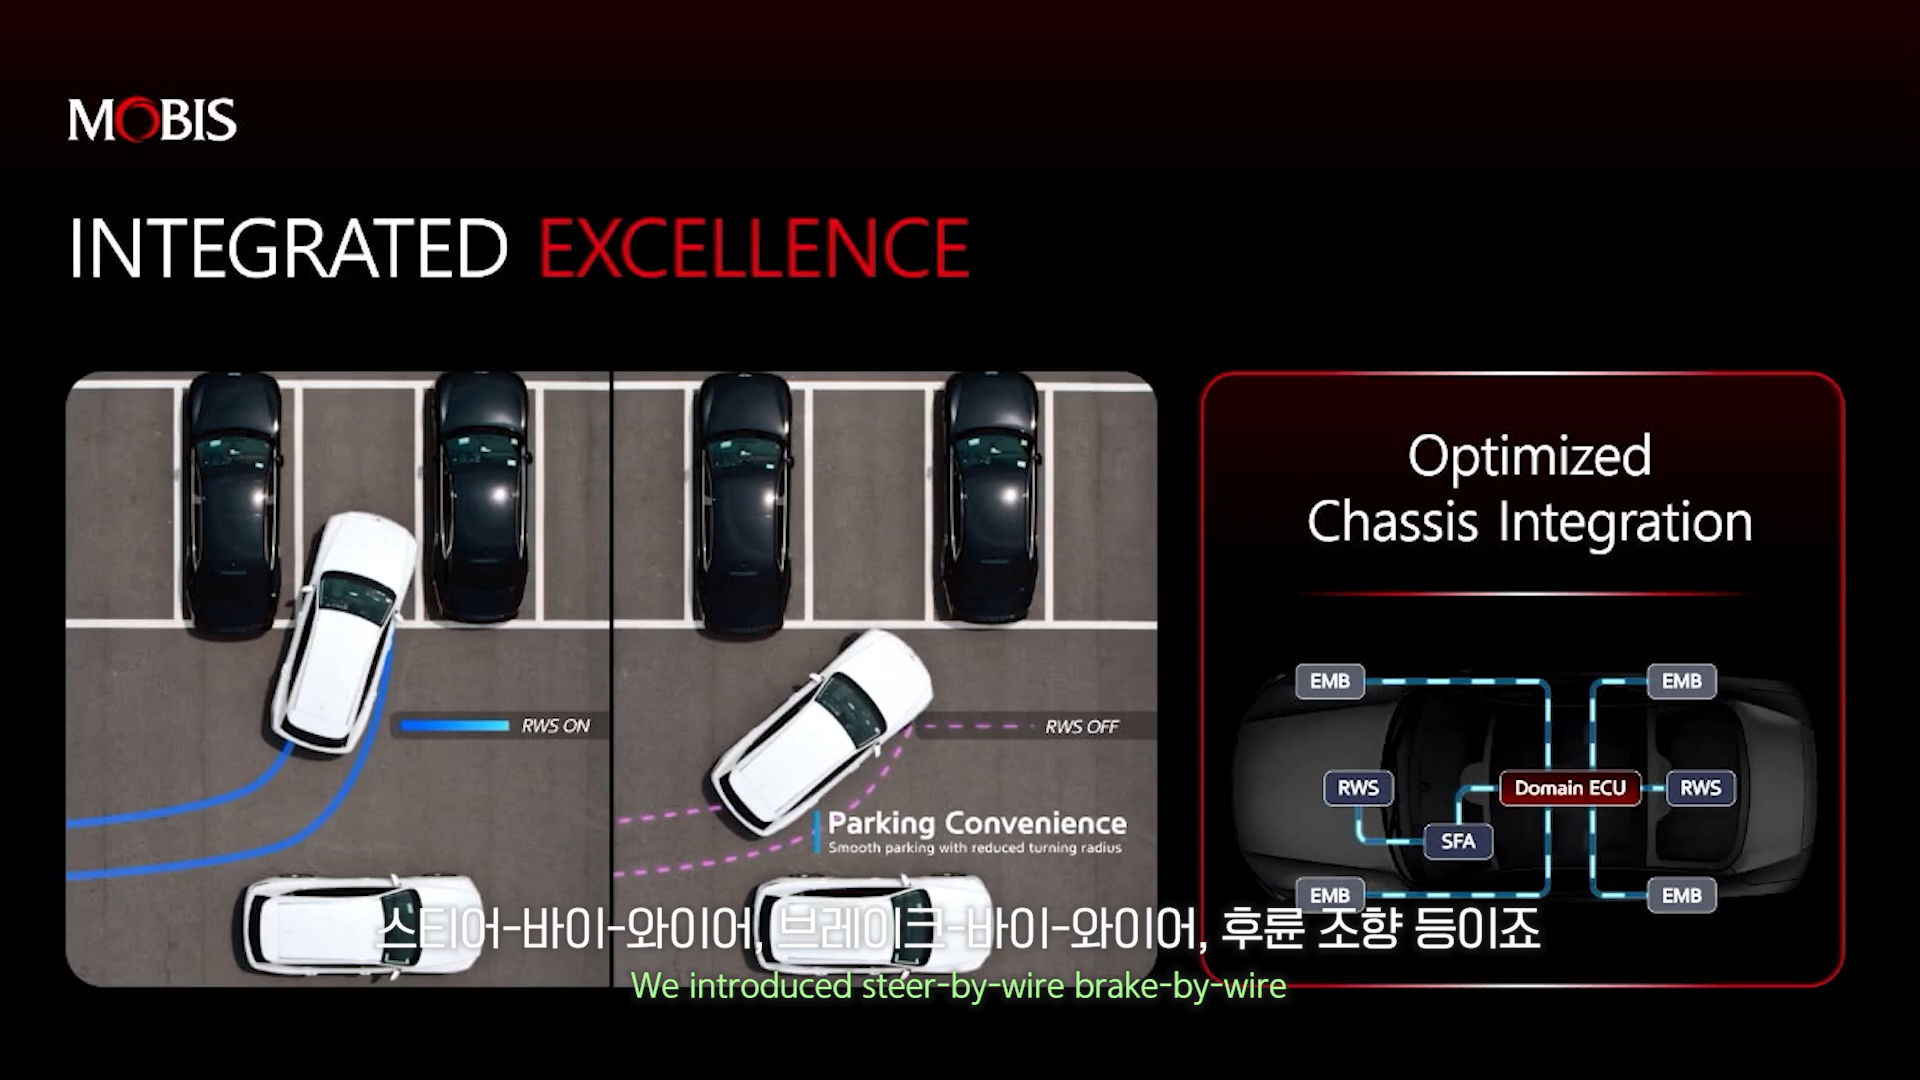 MOBIS
INTEGRATED EXCELLENCE
RWS ON
RWS OFF
Parking Convenience
Smooth parking with reduced turning radius
Optimized
Chassis Integration
EMB
EMB
RWS
Domain ECU
RWS
SFA
EMB
EMB
스티어-바이-와이어, 브레이크-바이-와이어, 후륜 조향 등이죠
We introduced steer-by-wire brake-by-wire